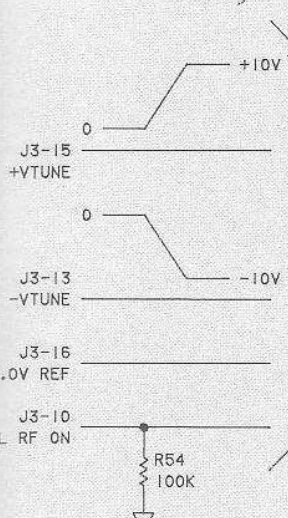 +10V
0
J3-15
+VTUNE
0
-10V
J3-13
-VTUNE
J3-16
.0V REF
J3-10
L RF ON
R54
100K